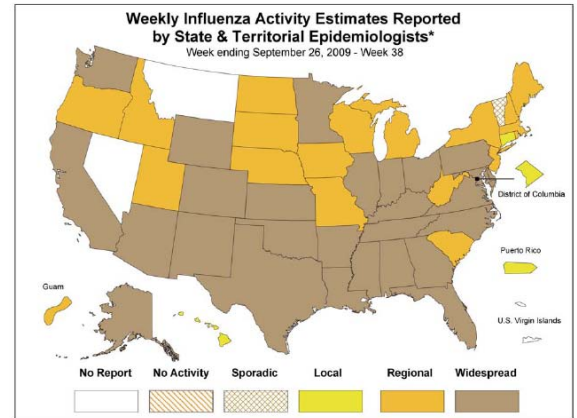 Weekly Influenza Activity Estimates Reported
by State & Territorial Epidemiologists*
Week ending September 26, 2009 - Week 38
District of Columbia
Puerto Rico
Guam
U.S. Virgin Islands
No Report No Activity Sporadic Local Regional Widespread